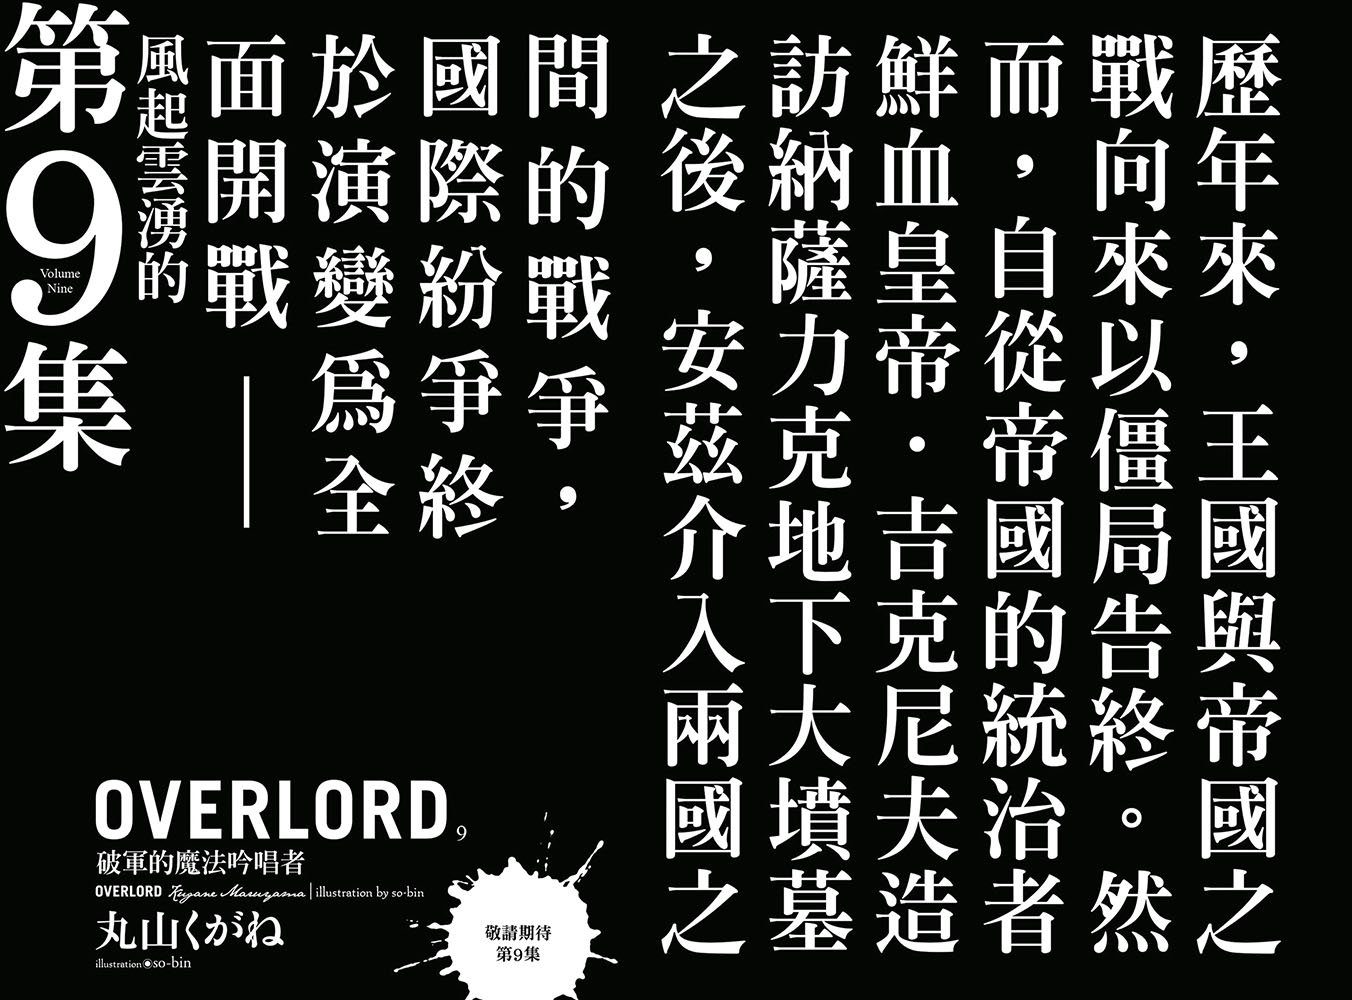 歷年來，王國與帝國之
戰向來以僵局告終。然
而，自從帝國的統治者
鮮血皇帝．吉克尼夫造
訪納薩力克地下大墳墓
之後，安茲介入兩國之
間的戰爭，
國際紛爭終
於演變爲全
面開戰——
風起雲湧的
第9集
Volume
Nine
OVERLORD 9
破軍的魔法吟唱者
OVERLORD Kugane Maruyama | illustration by so-bin
丸山くがね
illustration◉so-bin
敬請期待
第9集